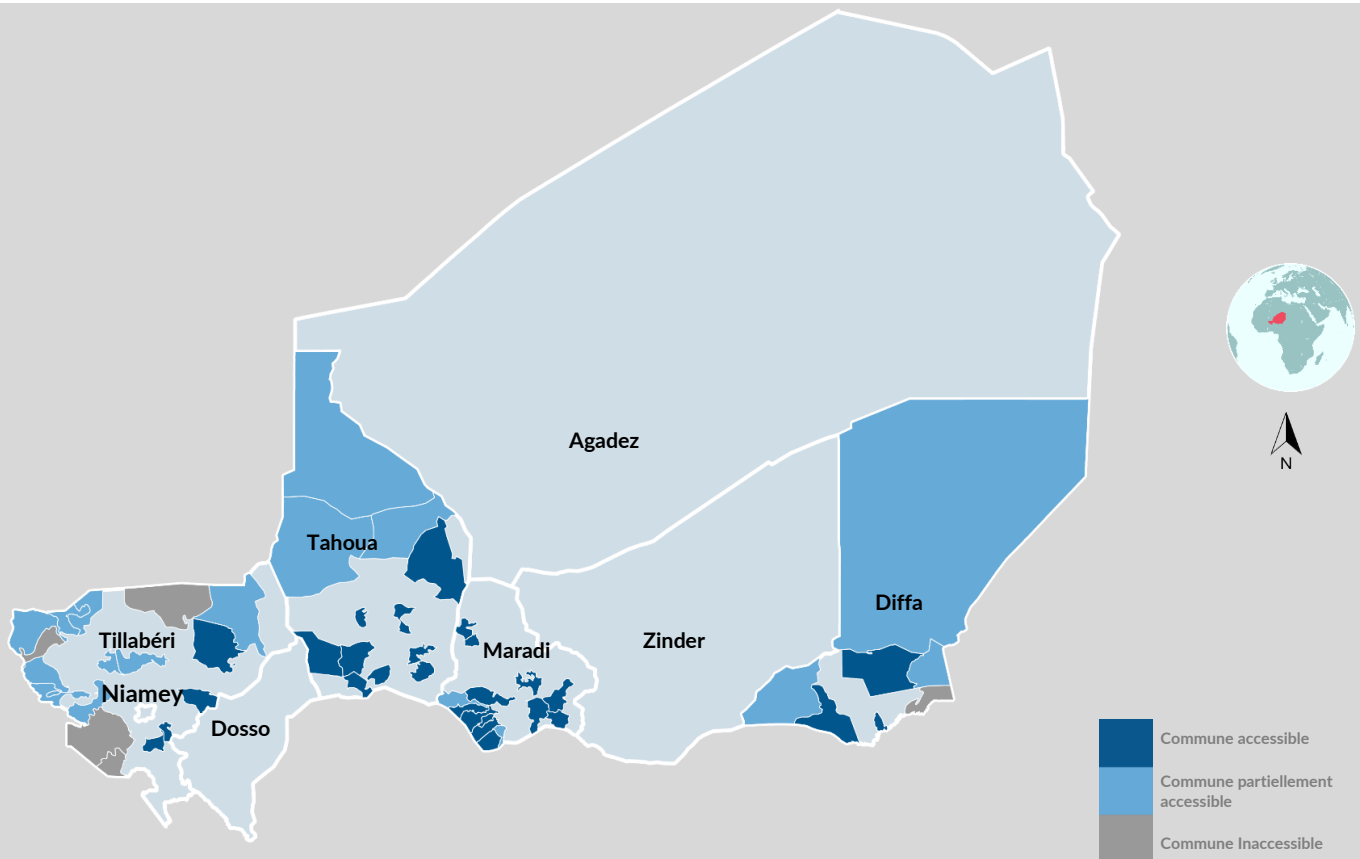 Agadez
N
Tahoua
Diffa
Tillabéri
Zinder
Maradi
Niamey
Dosso
Commune accessible
Commune partiellement
accessible
Commune Inaccessible